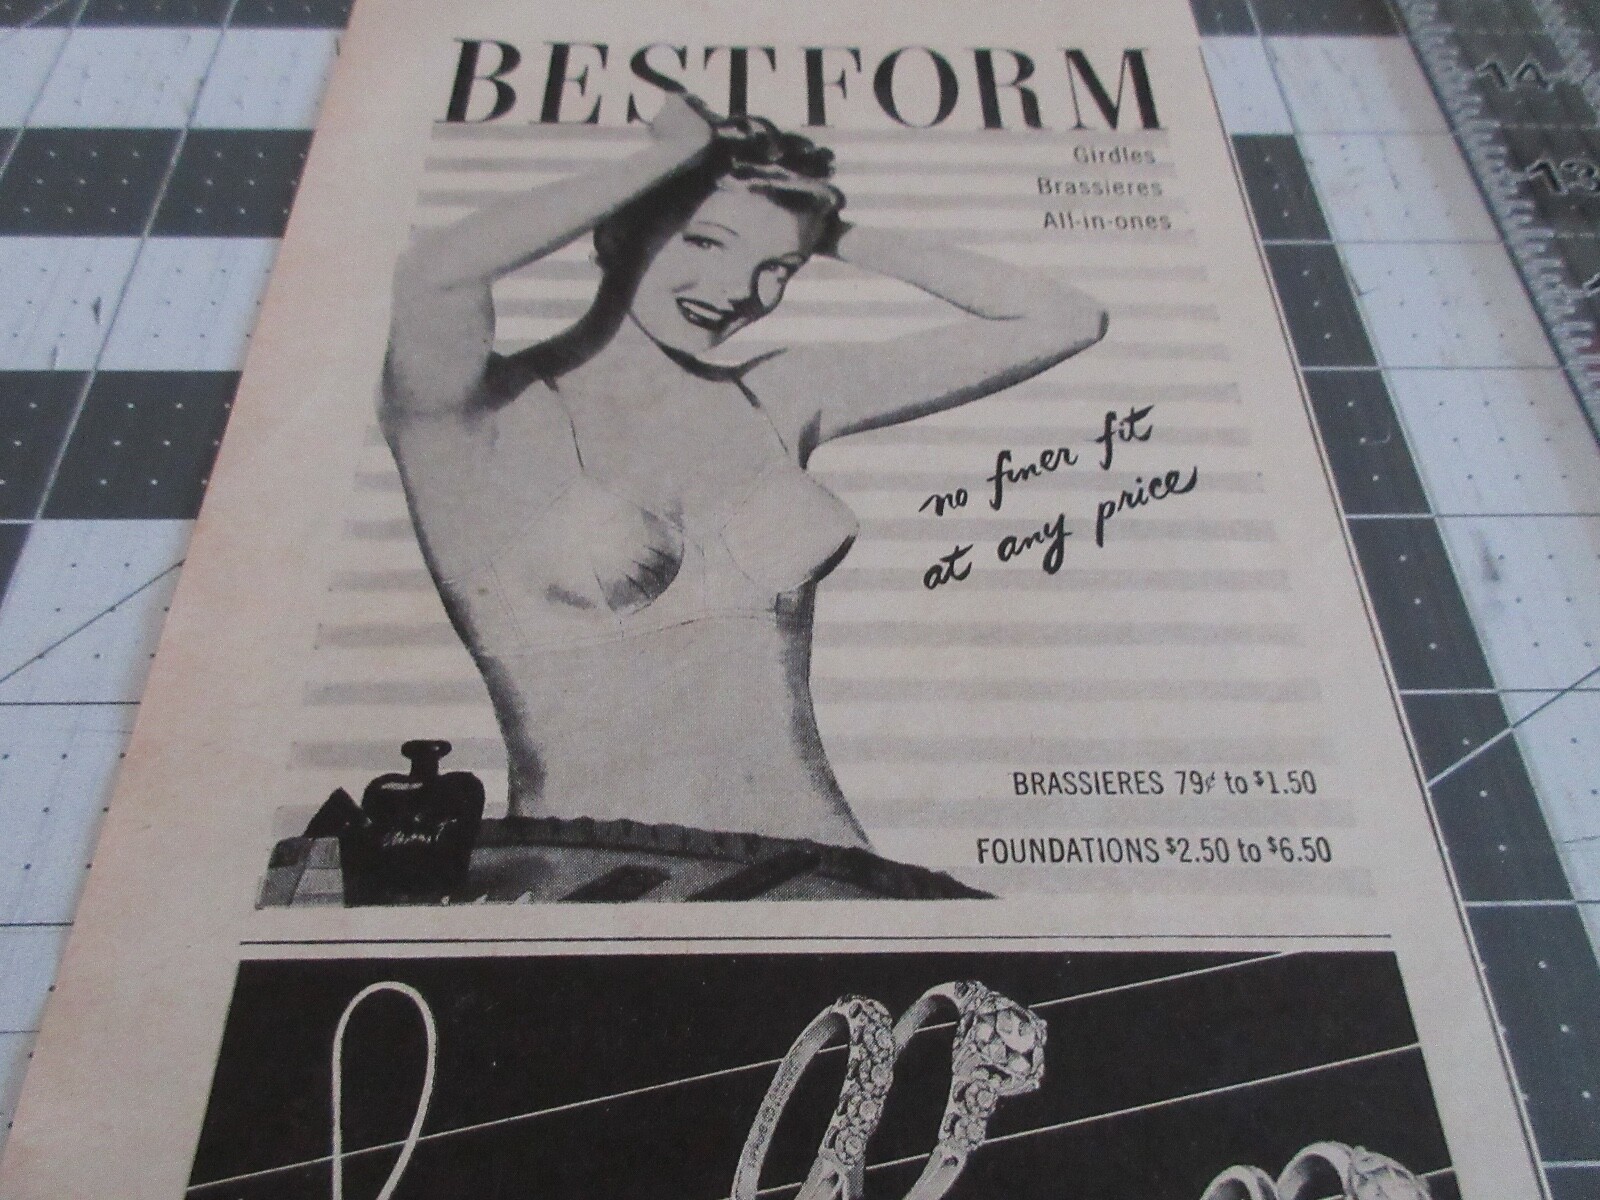 BESTFORM
Girdles
Brassieres
All-in-ones
no finer fit
at any price
BRASSIERES 79¢ to $1.50
FOUNDATIONS $2.50 to $6.50
14
13